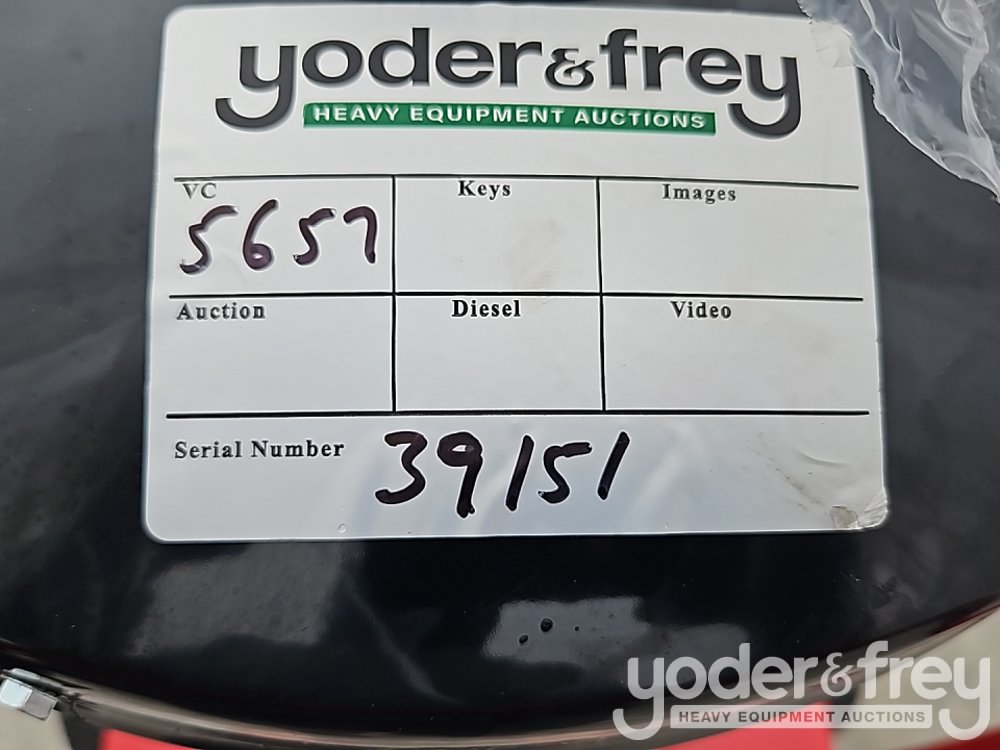 yoder&frey
HEAVY EQUIPMENT AUCTIONS
VC Keys Images
5657
Auction Diesel Video
Serial Number 39151
yoder&frey
HEAVY EQUIPMENT AUCTIONS